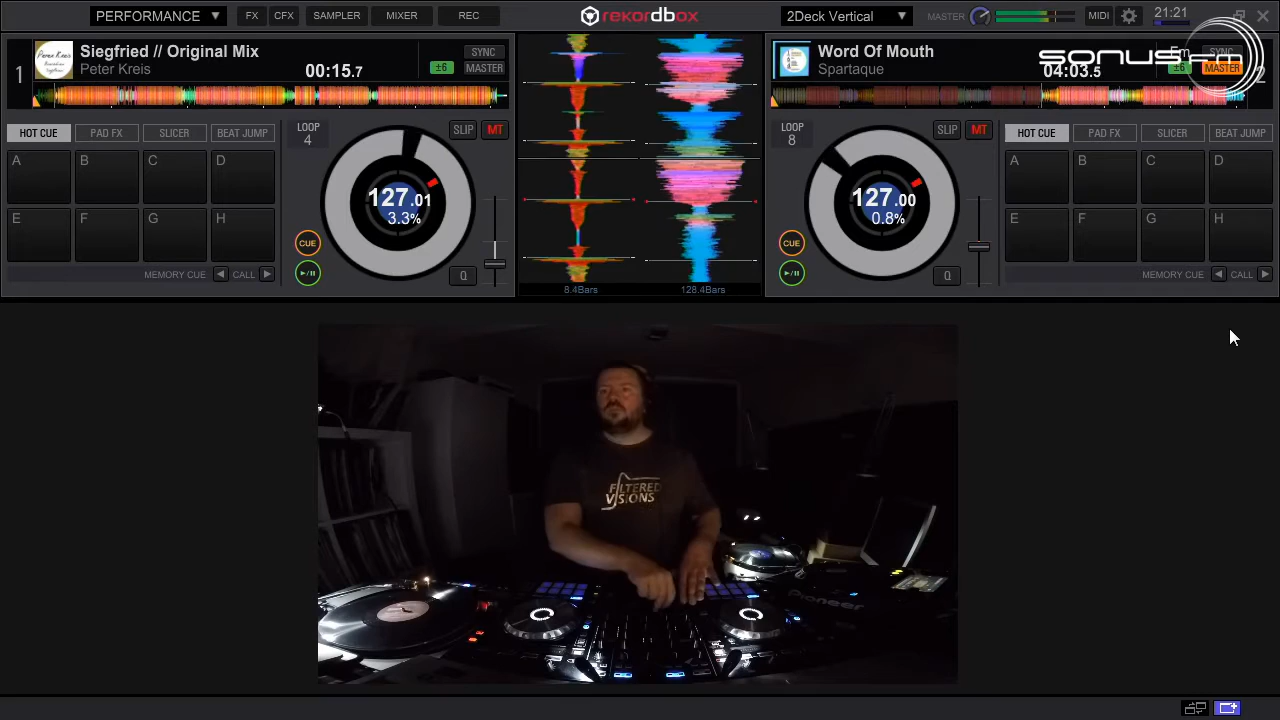 PERFORMANCE
FX
CFX
SAMPLER
MIXER
REC
rekordbox
2Deck Vertical
MASTER
MIDI
21:21
1
Siegfried // Original Mix
Peter Kreis
00:15.7
±6
SYNC
MASTER
Word Of Mouth
Spartaque
04:03.5
±6
SYNC
MASTER
2
SONUS FM
HOT CUE
PAD FX
SLICER
BEAT JUMP
A
B
C
D
E
F
G
H
MEMORY CUE
CALL
LOOP
4
SLIP
MT
127.01
3.3%
CUE
Q
8.4Bars
128.4Bars
LOOP
8
SLIP
MT
127.00
0.8%
CUE
Q
HOT CUE
PAD FX
SLICER
BEAT JUMP
A
B
C
D
E
F
G
H
MEMORY CUE
CALL
FILTERED
VISIONS
Pioneer